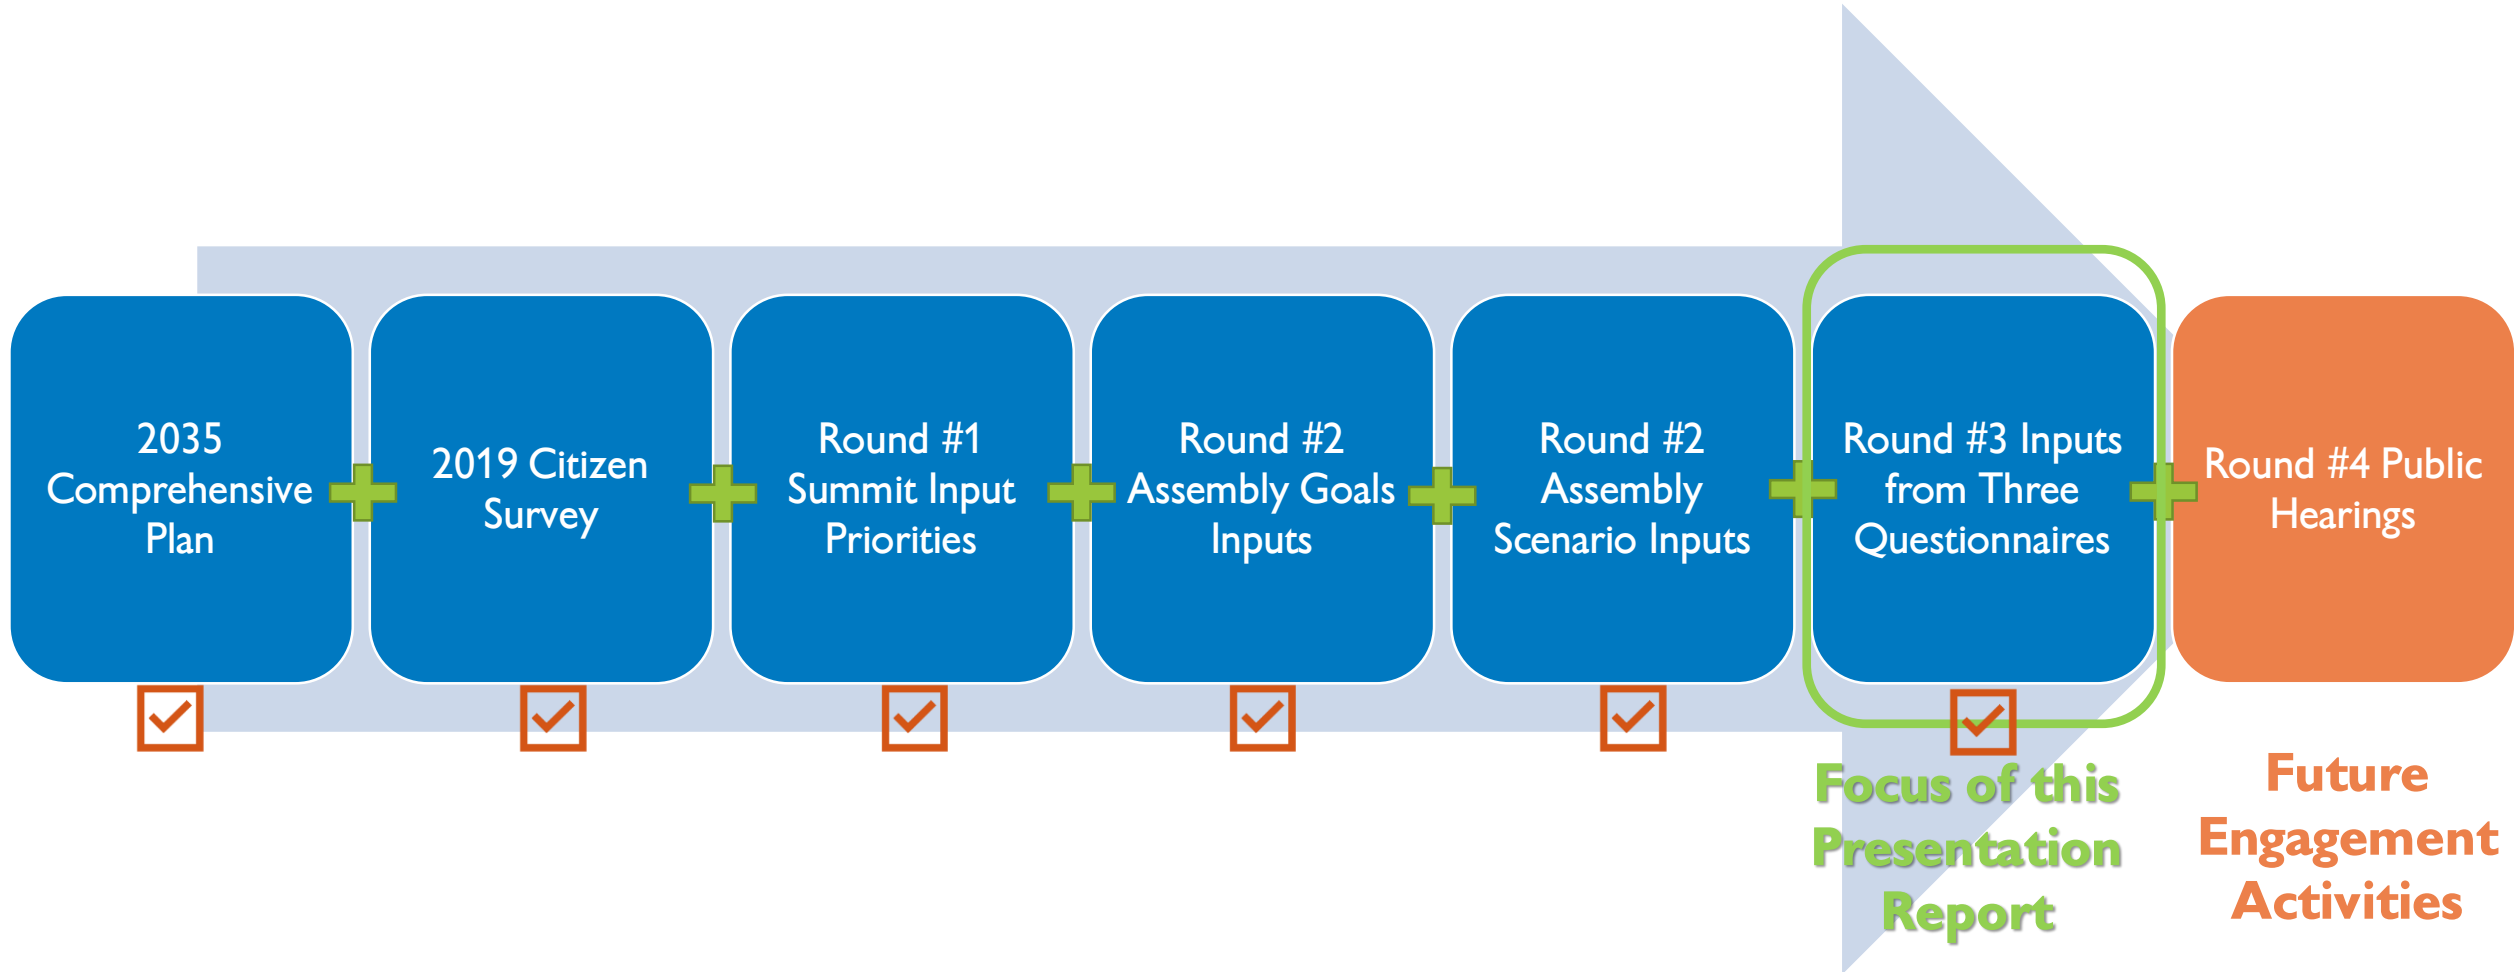 2035
Comprehensive
Plan
2019 Citizen
Survey
Round #1
Summit Input
Priorities
Round #2
Assembly Goals
Inputs
Round #2
Assembly
Scenario Inputs
Round #3 Inputs
from Three
Questionnaires
Round #4 Public
Hearings
Focus of this
Presentation
Report
Future
Engagement
Activities